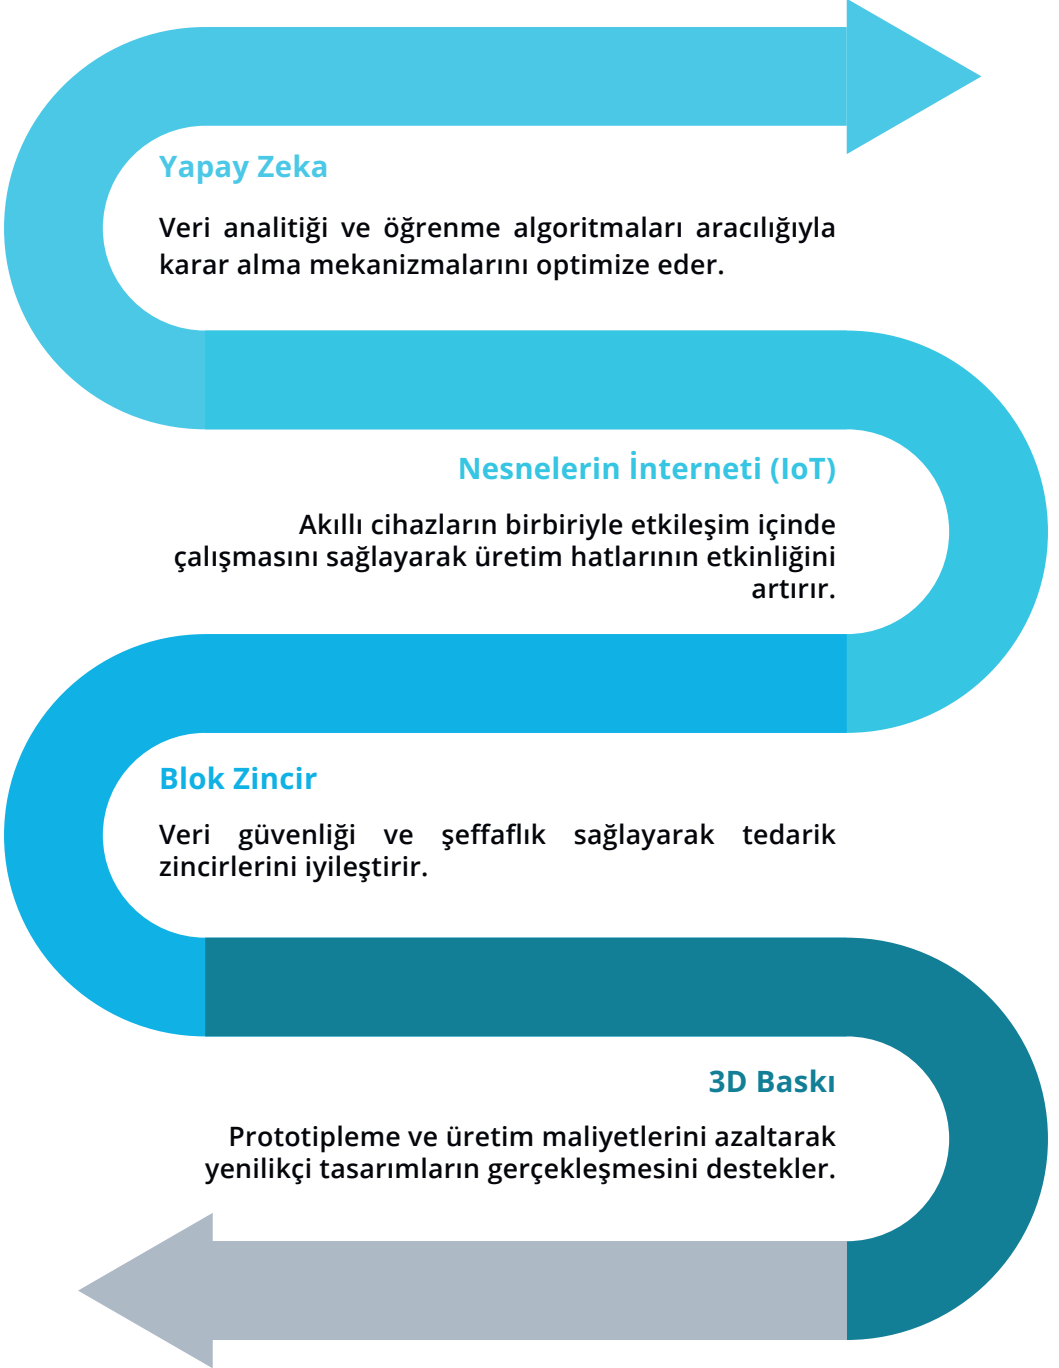 Yapay Zeka
Veri analitiği ve öğrenme algoritmaları aracılığıyla
karar alma mekanizmalarını optimize eder.
Nesnelerin İnterneti (IoT)
Akıllı cihazların birbiriyle etkileşim içinde
çalışmasını sağlayarak üretim hatlarının etkinliğini
artırır.
Blok Zincir
Veri güvenliği ve şeffaflık sağlayarak tedarik
zincirlerini iyileştirir.
3D Baskı
Prototipleme ve üretim maliyetlerini azaltarak
yenilikçi tasarımların gerçekleşmesini destekler.